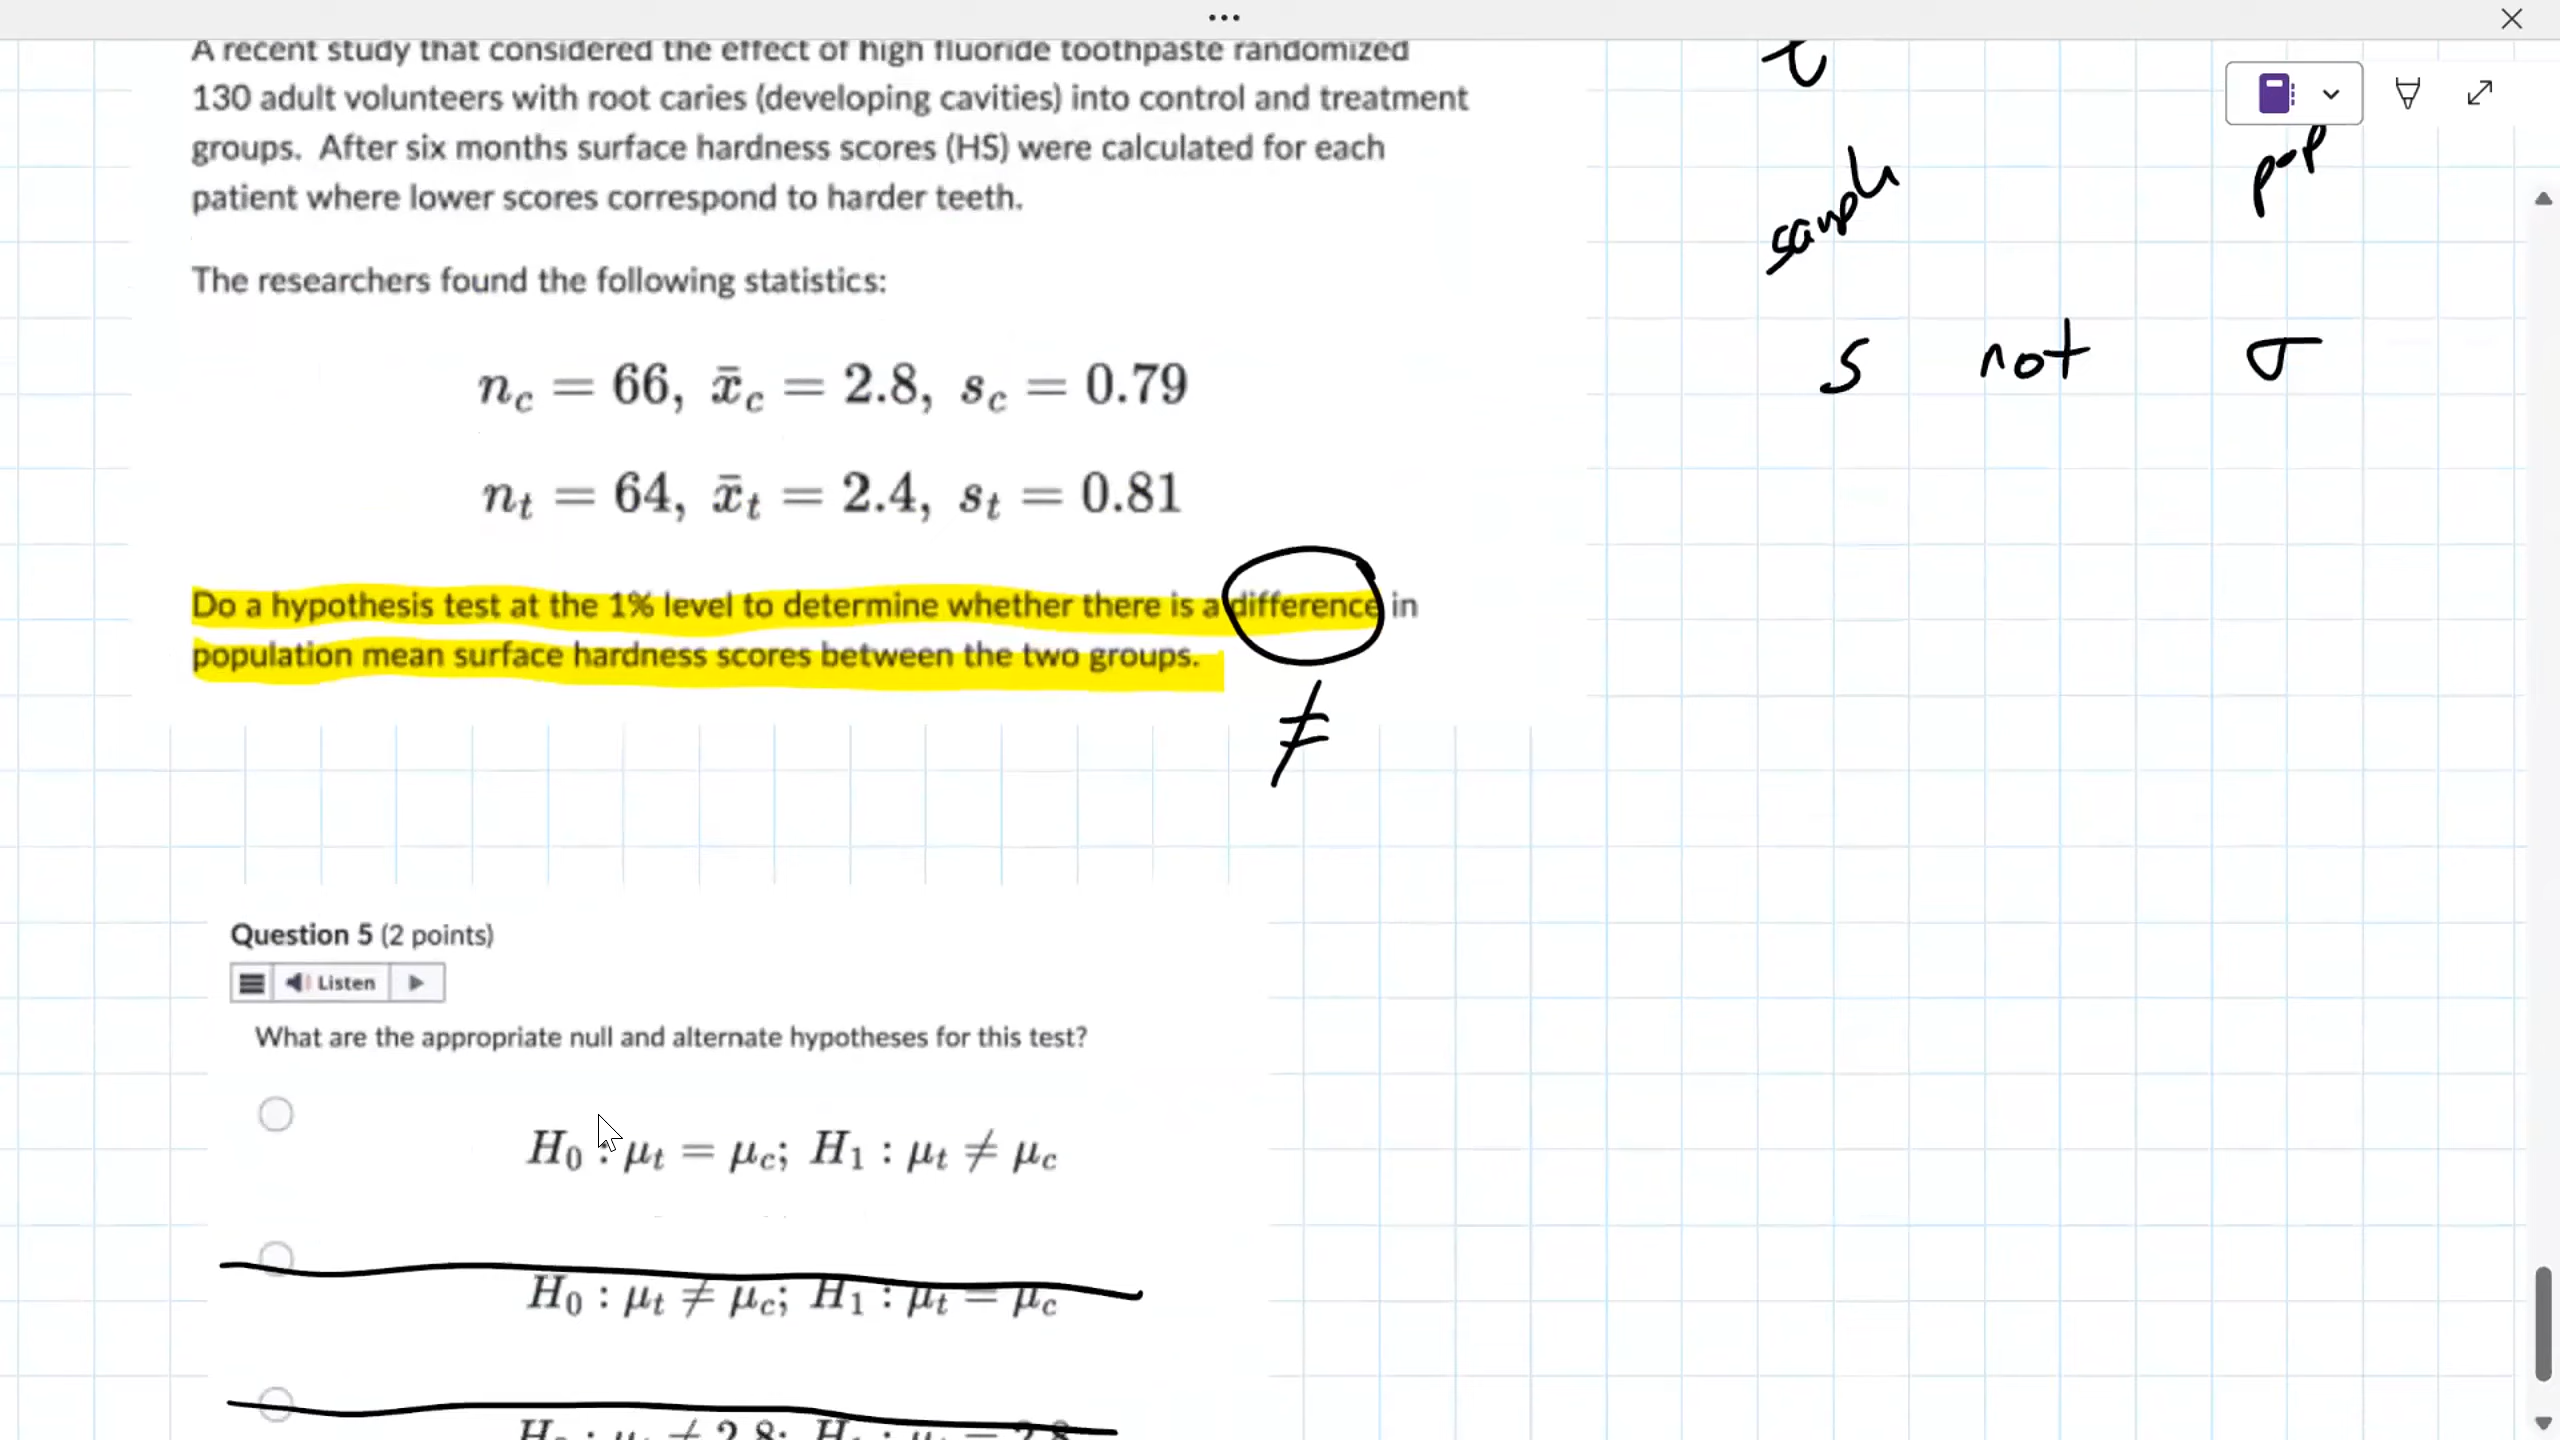 A recent study that considered the effect of high fluoride toothpaste randomized
130 adult volunteers with root caries (developing cavities) into control and treatment
groups.  After six months surface hardness scores (HS) were calculated for each
patient where lower scores correspond to harder teeth.
The researchers found the following statistics:
n_c = 66, x̄_c = 2.8, s_c = 0.79
n_t = 64, x̄_t = 2.4, s_t = 0.81
Do a hypothesis test at the 1% level to determine whether there is a difference in
population mean surface hardness scores between the two groups.
≠
t
sample pop
s not σ
Question 5 (2 points)
Listen
What are the appropriate null and alternate hypotheses for this test?
H₀ : μ_t = μ_c; H₁ : μ_t ≠ μ_c
H₀ : μ_t ≠ μ_c; H₁ : μ_t = μ_c